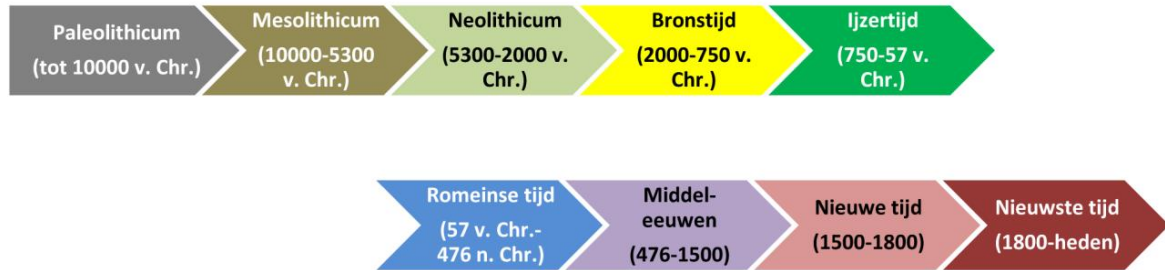 Paleolithicum
(tot 10000 v. Chr.)
Mesolithicum
(10000-5300
v. Chr.)
Neolithicum
(5300-2000 v.
Chr.)
Bronstijd
(2000-750 v.
Chr.)
Ijzertijd
(750-57 v.
Chr.)
Romeinse tijd
(57 v. Chr.-
476 n. Chr.)
Middel-
eeuwen
(476-1500)
Nieuwe tijd
(1500-1800)
Nieuwste tijd
(1800-heden)